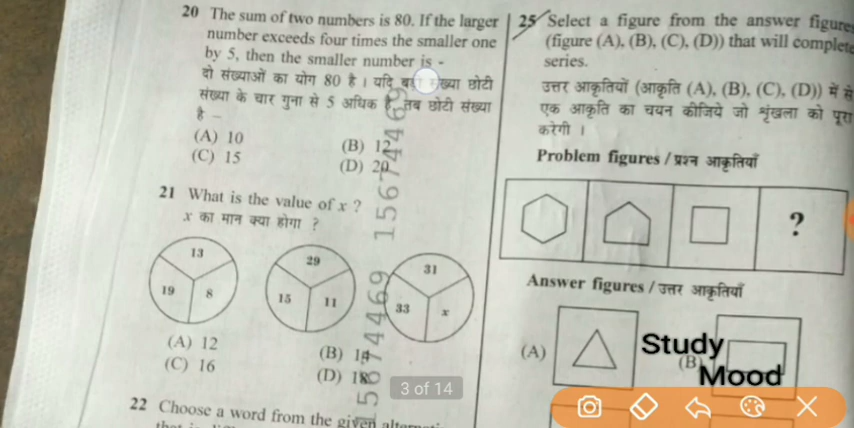 20 The sum of two numbers is 80. If the larger
number exceeds four times the smaller one
by 5, then the smaller number is -
दो संख्याओं का योग 80 है । यदि छोटी
संख्या के चार गुना से 5 अधिक है, तब छोटी संख्या
है –
(A) 10
(B) 12
(C) 15
(D) 20
21 What is the value of x ?
x का मान क्या होगा ?
13
19 8
29
15 11
31
33 x
(A) 12
(B) 14
(C) 16
(D) 18
22 Choose a word from the given
15674469 15674469
3 of 14
25 Select a figure from the answer figure
(figure (A), (B), (C), (D)) that will complete
series.
उत्तर आकृतियों (आकृति (A), (B), (C), (D)) में से
एक आकृति का चयन कीजिये जो शृंखला को पूरा
करेगी ।
Problem figures / प्रश्न आकृतियाँ
?
Answer figures / उत्तर आकृतियाँ
(A)
(B)
Study
Mood